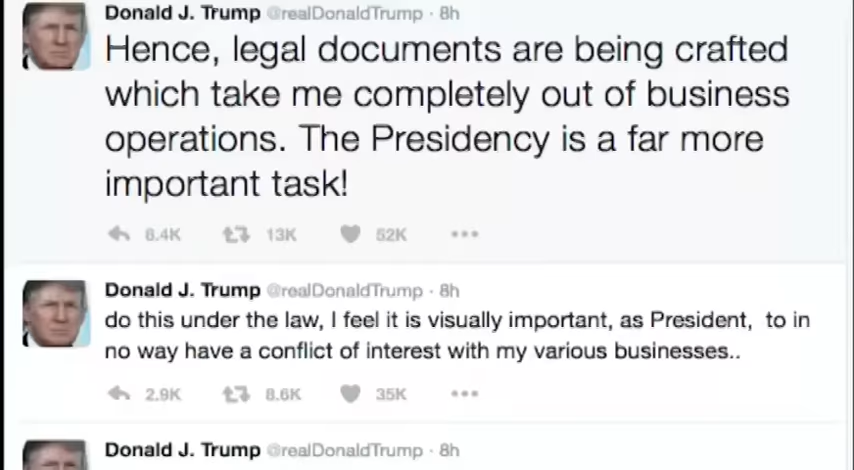 Donald J. Trump @realDonaldTrump · 8h
Hence, legal documents are being crafted
which take me completely out of business
operations. The Presidency is a far more
important task!
6.4K 13K 52K
Donald J. Trump @realDonaldTrump · 8h
do this under the law, I feel it is visually important, as President, to in
no way have a conflict of interest with my various businesses..
2.9K 8.6K 35K
Donald J. Trump @realDonaldTrump · 8h